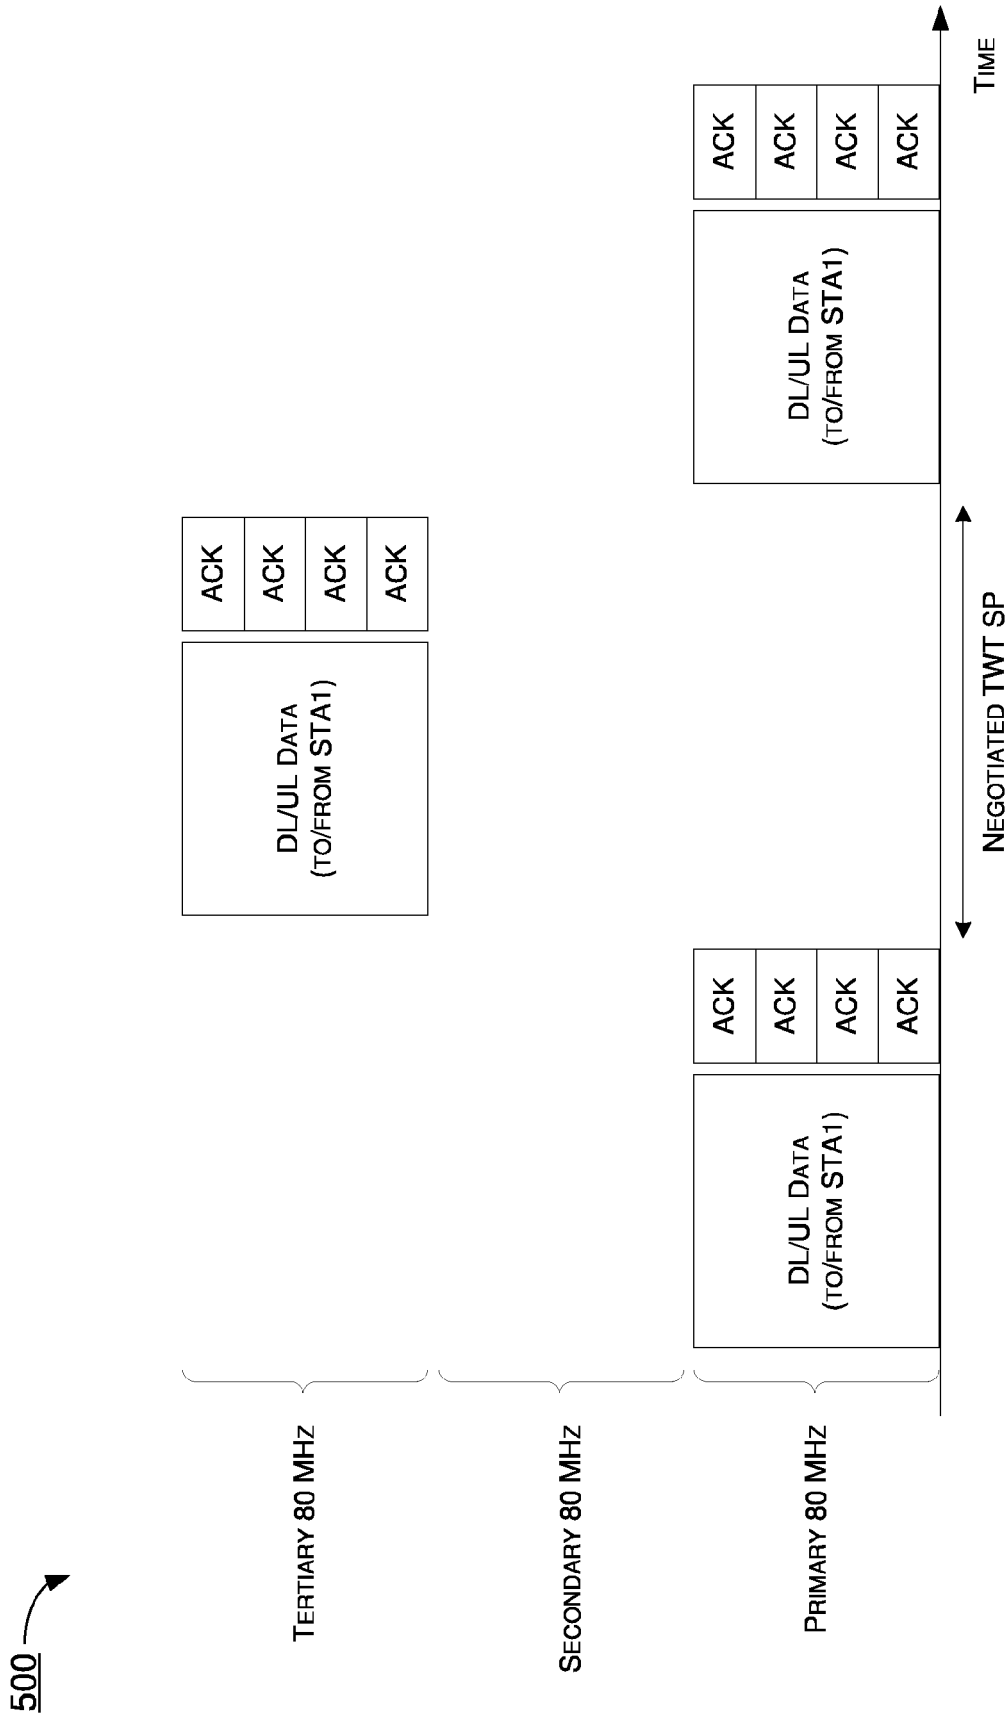 500
TERTIARY 80 MHZ
DL/UL DATA
(TO/FROM STA1)
ACK
ACK
ACK
ACK
SECONDARY 80 MHZ
PRIMARY 80 MHZ
DL/UL DATA
(TO/FROM STA1)
ACK
ACK
ACK
ACK
DL/UL DATA
(TO/FROM STA1)
ACK
ACK
ACK
ACK
NEGOTIATED TWT SP
TIME